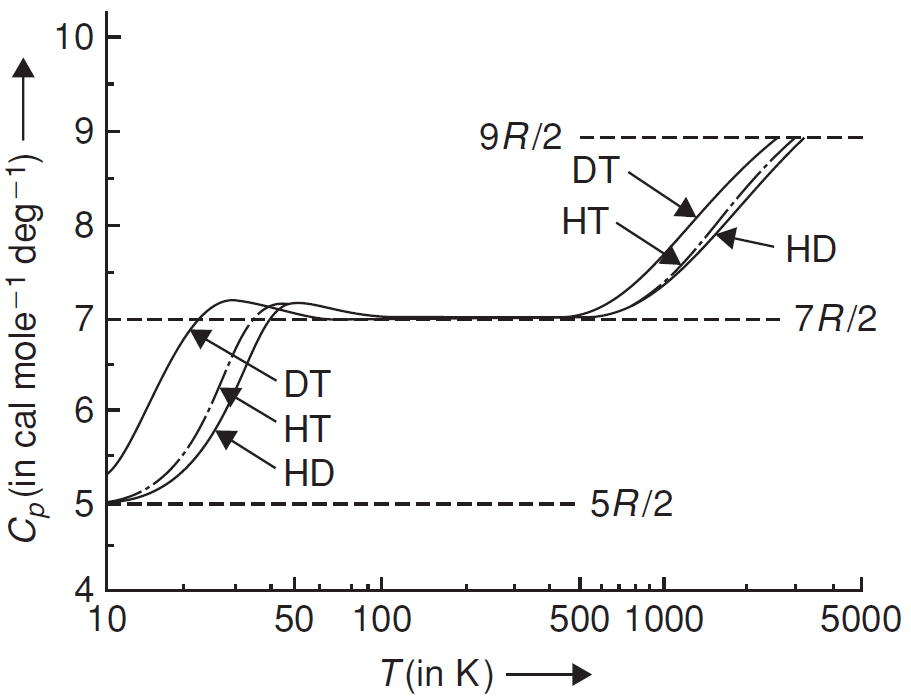 10
9
8
7
6
5
4
C_p (in cal mole⁻¹ deg⁻¹)
9R/2
DT
HT
HD
7R/2
DT
HT
HD
5R/2
10 50 100 500 1000 5000
T (in K)